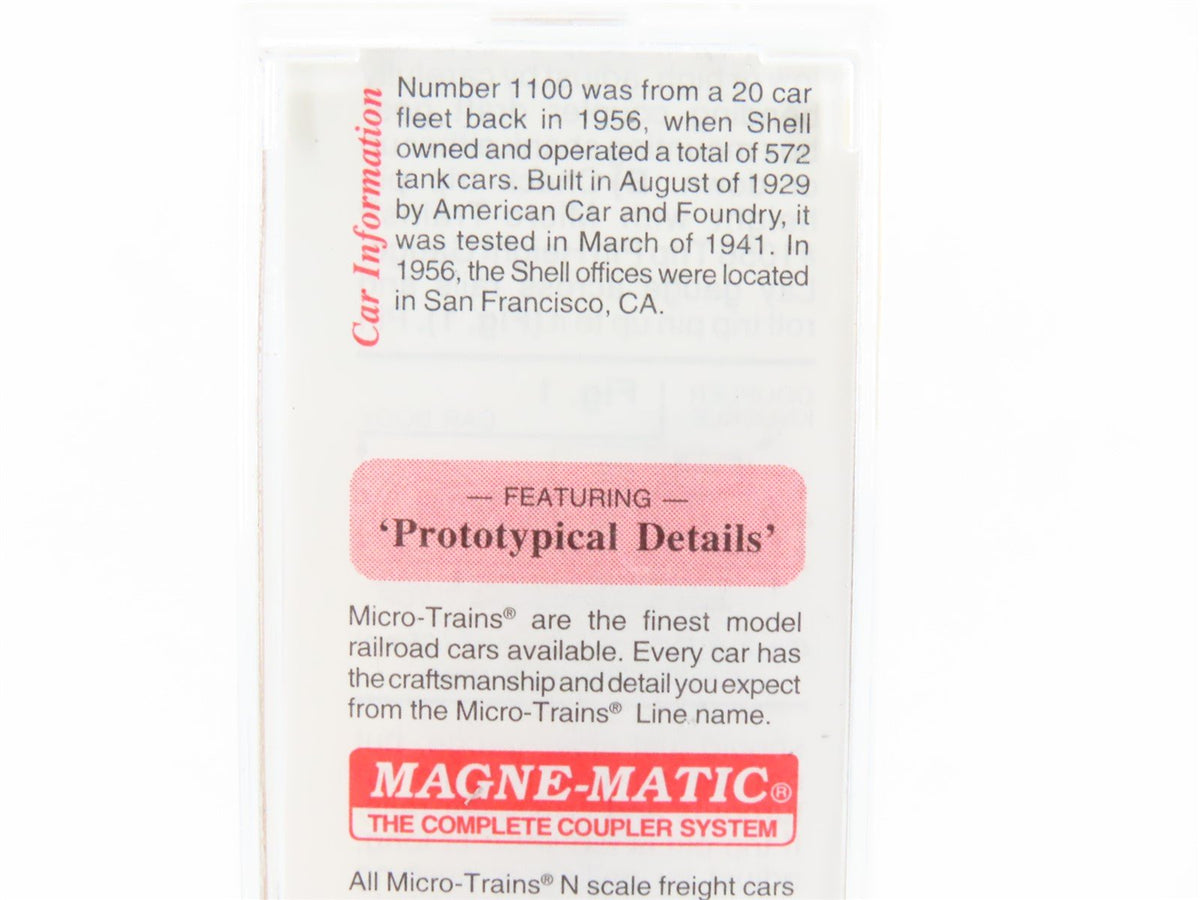 Car Information
Number 1100 was from a 20 car
fleet back in 1956, when Shell
owned and operated a total of 572
tank cars. Built in August of 1929
by American Car and Foundry, it
was tested in March of 1941. In
1956, the Shell offices were located
in San Francisco, CA.
— FEATURING —
‘Prototypical Details’
Micro-Trains® are the finest model
railroad cars available. Every car has
the craftsmanship and detail you expect
from the Micro-Trains® Line name.
MAGNE-MATIC®
THE COMPLETE COUPLER SYSTEM
All Micro-Trains® N scale freight cars